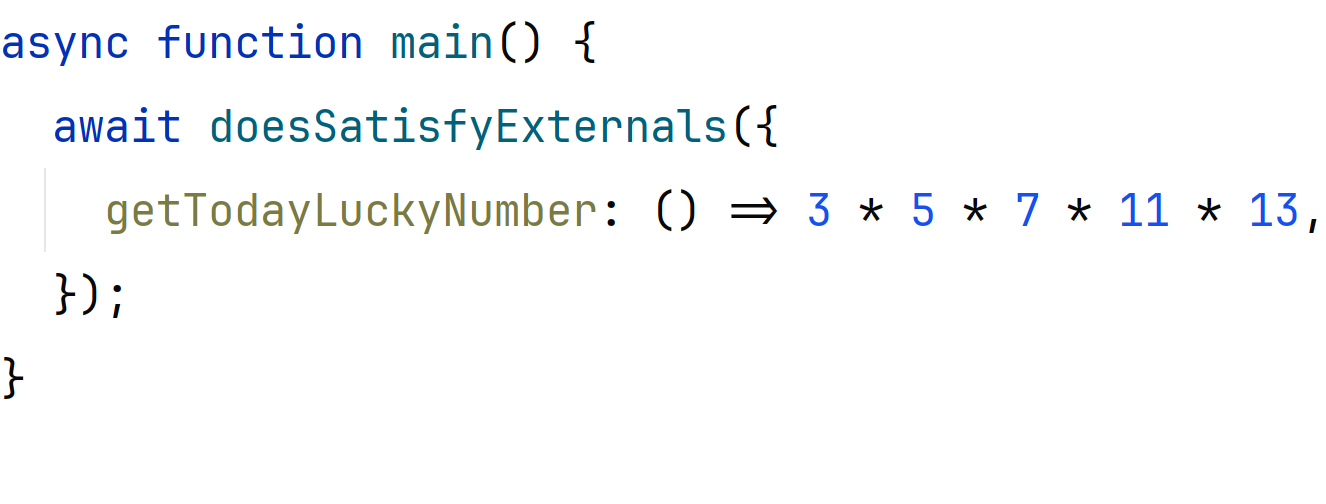 async function main() {
  await doesSatisfyExternals({
    getTodayLuckyNumber: () => 3 * 5 * 7 * 11 * 13,
  });
}